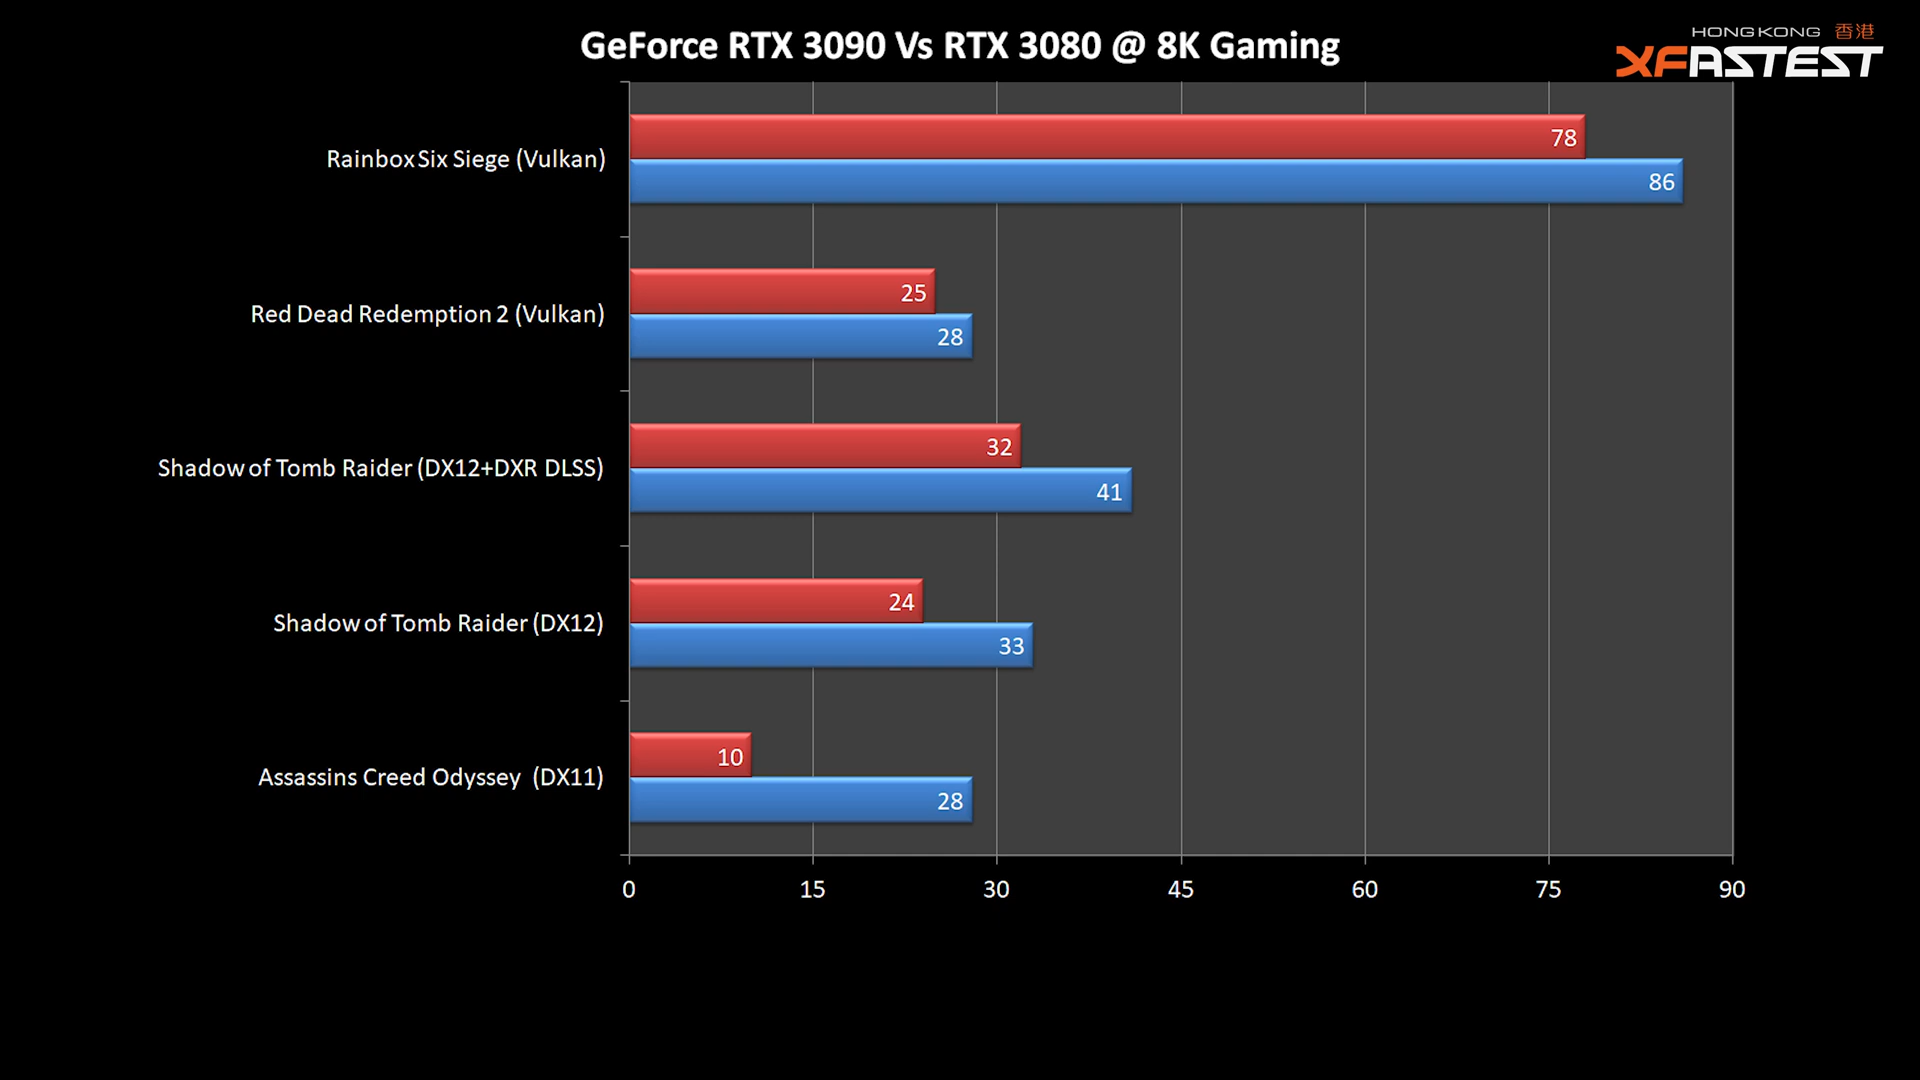 GeForce RTX 3090 Vs RTX 3080 @ 8K Gaming
HONG KONG 香港
XFASTEST
Rainbox Six Siege (Vulkan)
78
86
Red Dead Redemption 2 (Vulkan)
25
28
Shadow of Tomb Raider (DX12+DXR DLSS)
32
41
Shadow of Tomb Raider (DX12)
24
33
Assassins Creed Odyssey (DX11)
10
28
0 15 30 45 60 75 90